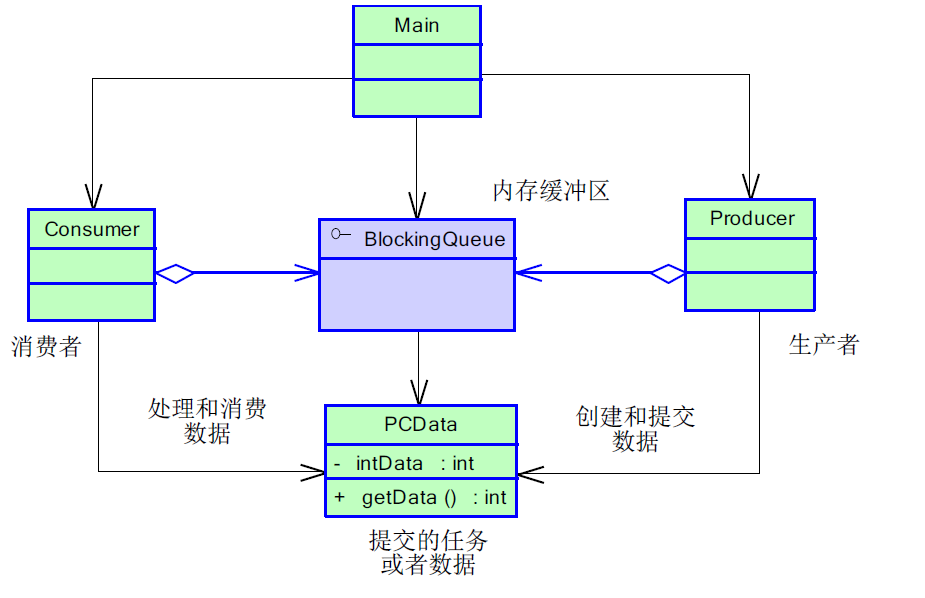 Main
内存缓冲区
Consumer
BlockingQueue
Producer
消费者
生产者
处理和消费
数据
创建和提交
数据
PCData
- intData : int
+ getData () : int
提交的任务
或者数据